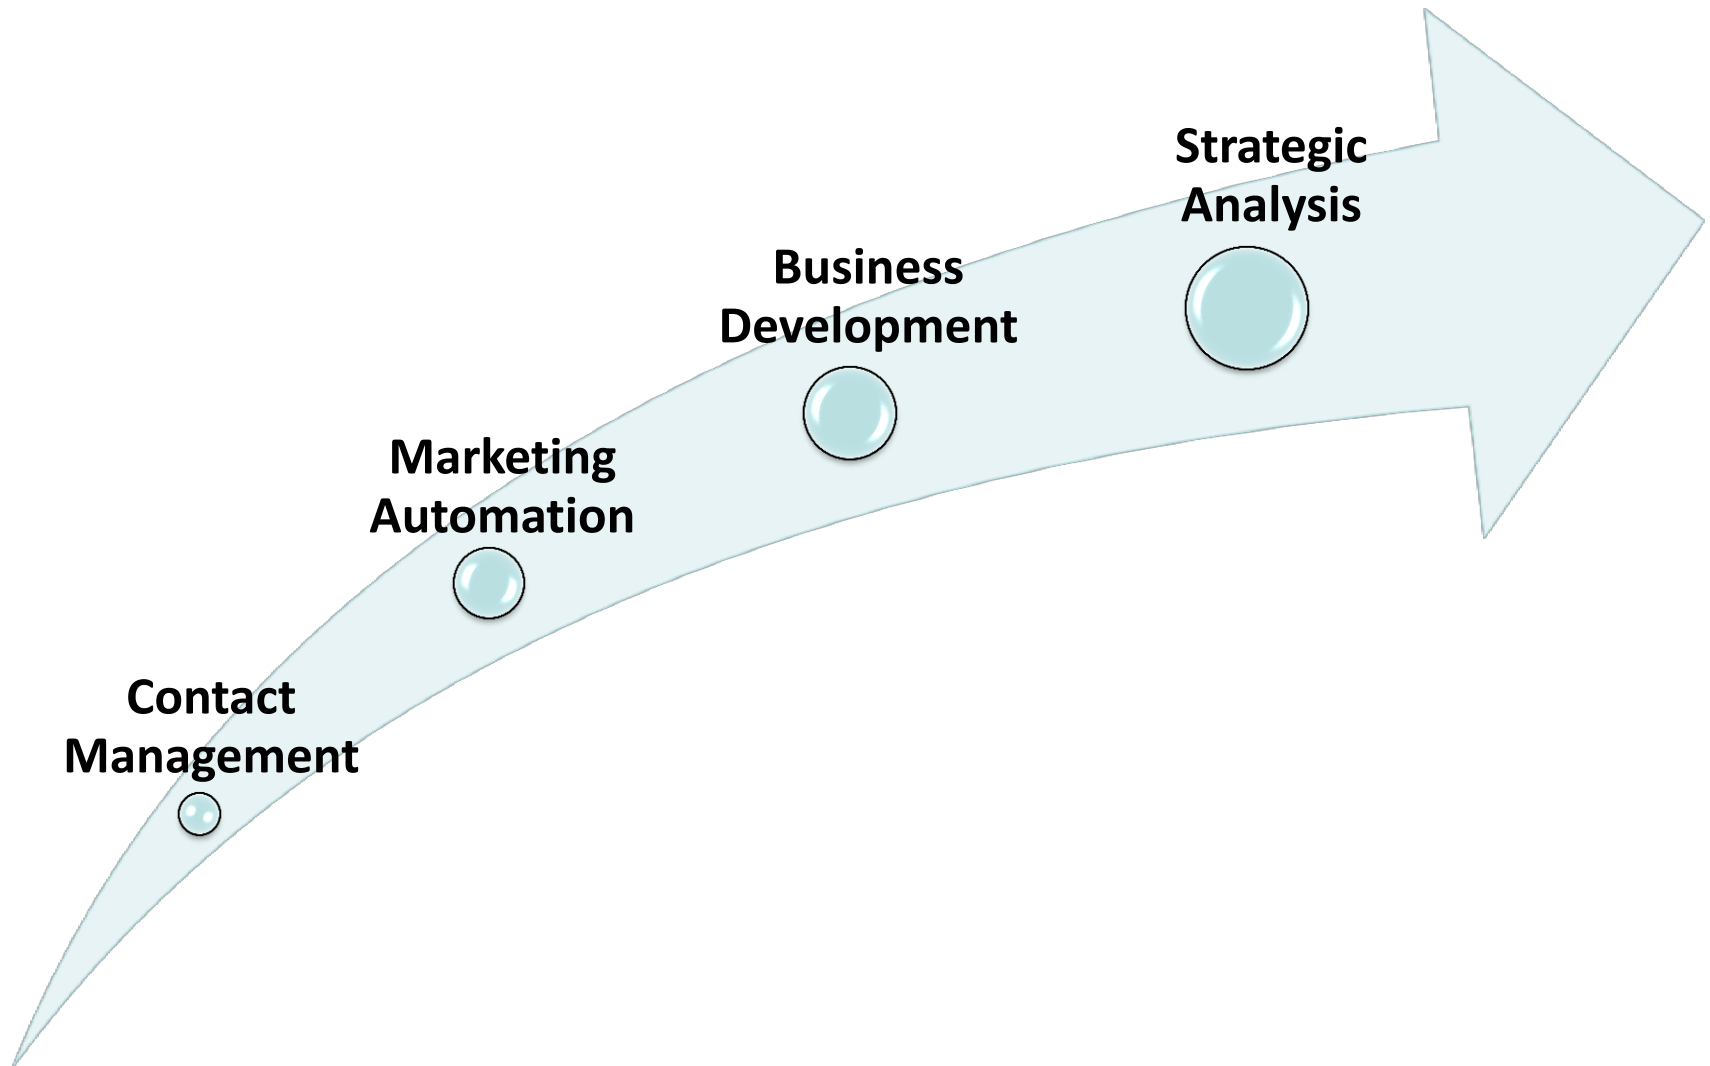 Strategic
Analysis
Business
Development
Marketing
Automation
Contact
Management